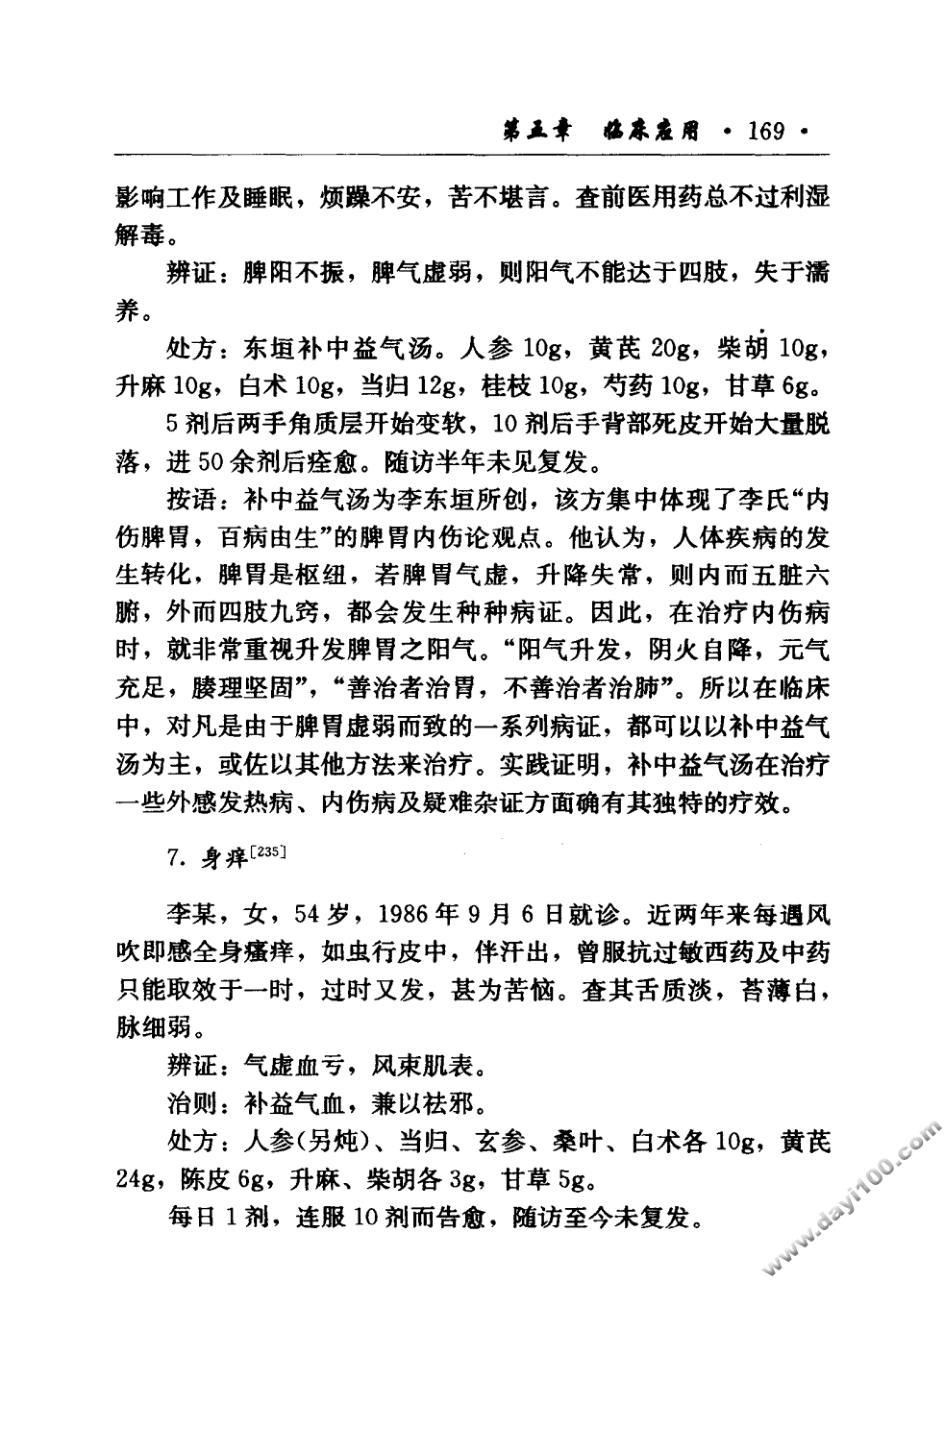 第五章 临床应用 · 169 ·
影响工作及睡眠，烦躁不安，苦不堪言。查前医用药总不过利湿
解毒。
辨证：脾阳不振，脾气虚弱，则阳气不能达于四肢，失于濡
养。
处方：东垣补中益气汤。人参 10g，黄芪 20g，柴胡 10g，
升麻 10g，白术 10g，当归 12g，桂枝 10g，芍药 10g，甘草 6g。
5 剂后两手角质层开始变软，10 剂后手背部死皮开始大量脱
落，进 50 余剂后痊愈。随访半年未见复发。
按语：补中益气汤为李东垣所创，该方集中体现了李氏“内
伤脾胃，百病由生”的脾胃内伤论观点。他认为，人体疾病的发
生转化，脾胃是枢纽，若脾胃气虚，升降失常，则内而五脏六
腑，外而四肢九窍，都会发生种种病证。因此，在治疗内伤病
时，就非常重视升发脾胃之阳气。“阳气升发，阴火自降，元气
充足，腠理坚固”，“善治者治胃，不善治者治肺”。所以在临床
中，对凡是由于脾胃虚弱而致的一系列病证，都可以以补中益气
汤为主，或佐以其他方法来治疗。实践证明，补中益气汤在治疗
一些外感发热病、内伤病及疑难杂证方面确有其独特的疗效。
7. 身痒[235]
李某，女，54 岁，1986 年 9 月 6 日就诊。近两年来每遇风
吹即感全身瘙痒，如虫行皮中，伴汗出，曾服抗过敏西药及中药
只能取效于一时，过时又发，甚为苦恼。查其舌质淡，苔薄白，
脉细弱。
辨证：气虚血亏，风束肌表。
治则：补益气血，兼以祛邪。
处方：人参（另炖）、当归、玄参、桑叶、白术各 10g，黄芪
24g，陈皮 6g，升麻、柴胡各 3g，甘草 5g。
每日 1 剂，连服 10 剂而告愈，随访至今未复发。
www.dayi100.com